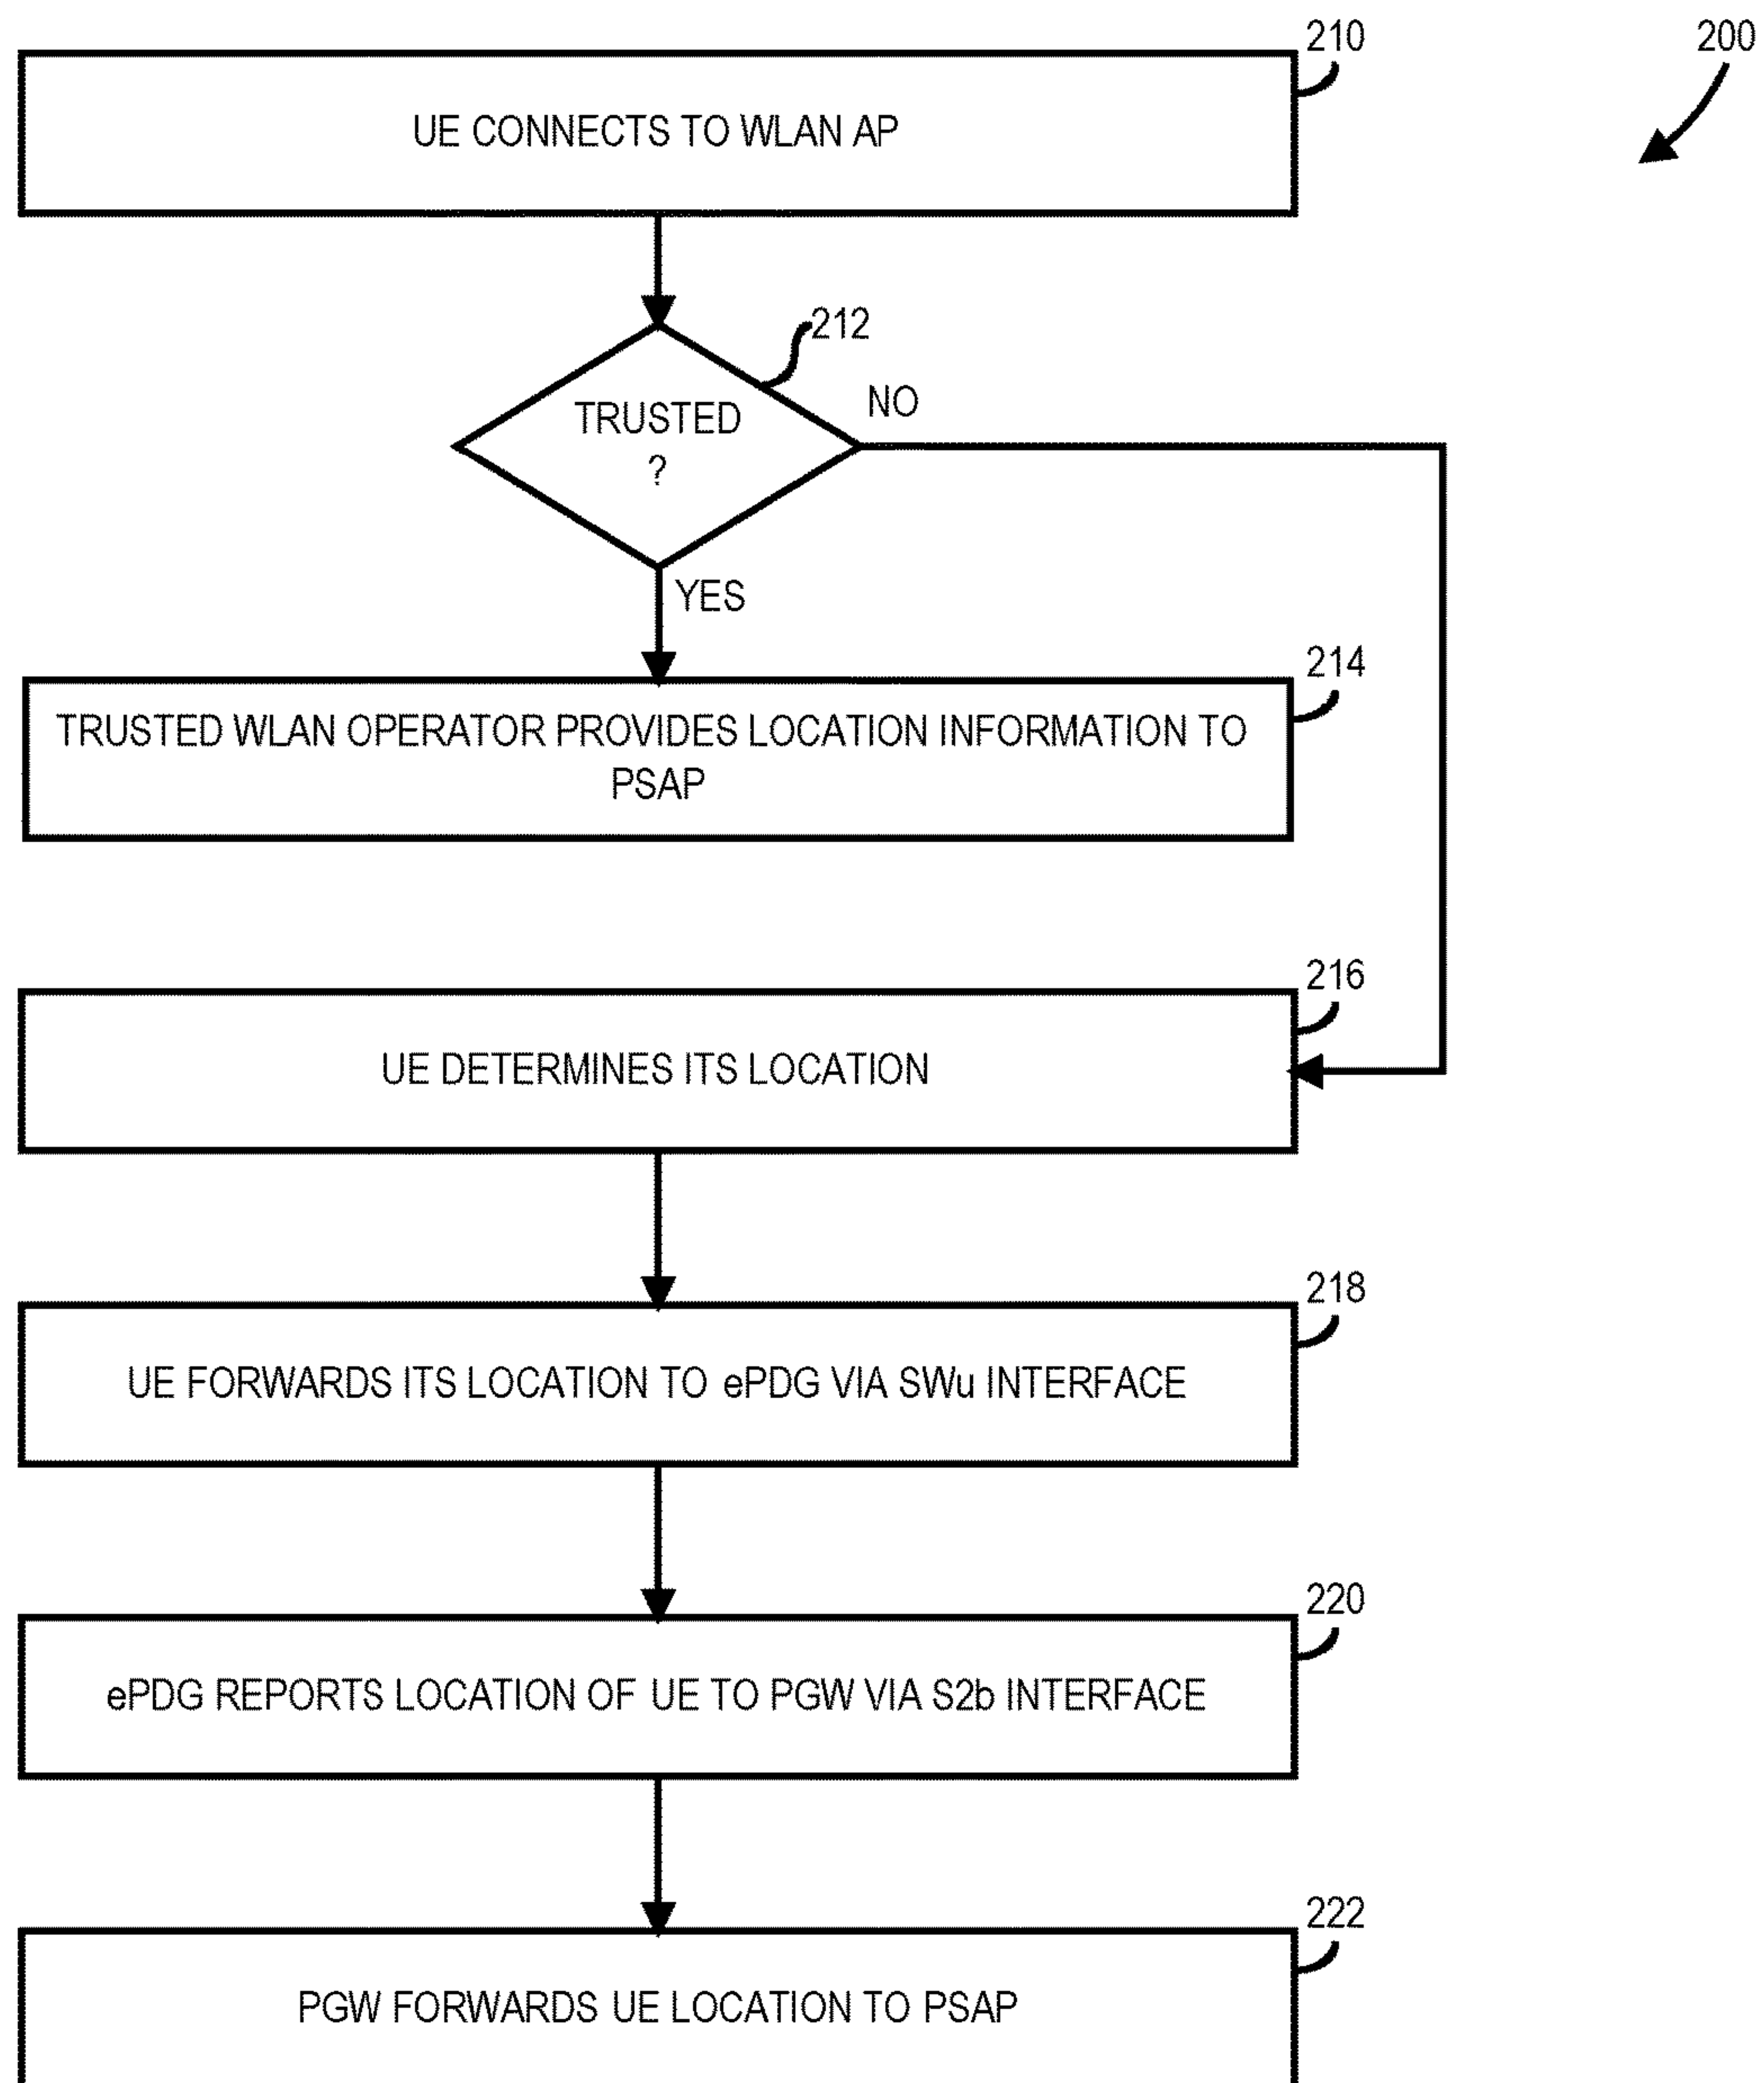 210
200
UE CONNECTS TO WLAN AP
212
NO
TRUSTED
?
YES
214
TRUSTED WLAN OPERATOR PROVIDES LOCATION INFORMATION TO
PSAP
216
UE DETERMINES ITS LOCATION
218
UE FORWARDS ITS LOCATION TO ePDG VIA SWu INTERFACE
220
ePDG REPORTS LOCATION OF UE TO PGW VIA S2b INTERFACE
222
PGW FORWARDS UE LOCATION TO PSAP